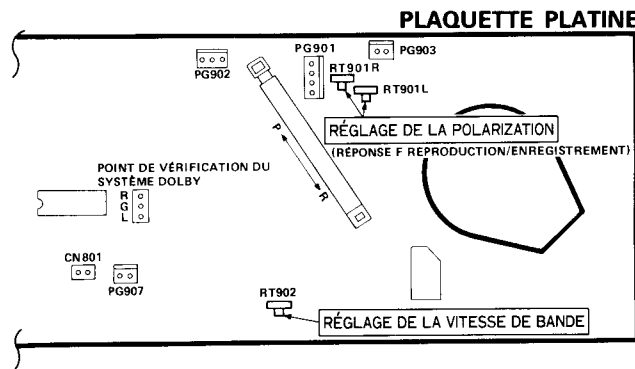 PLAQUETTE PLATINE
PG901
PG903
PG902
RT901R
RT901L
RÉGLAGE DE LA POLARIZATION
(RÉPONSE F REPRODUCTION/ENREGISTREMENT)
P
R
POINT DE VÉRIFICATION DU
SYSTÈME DOLBY
R
G
L
CN801
PG907
RT902
RÉGLAGE DE LA VITESSE DE BANDE